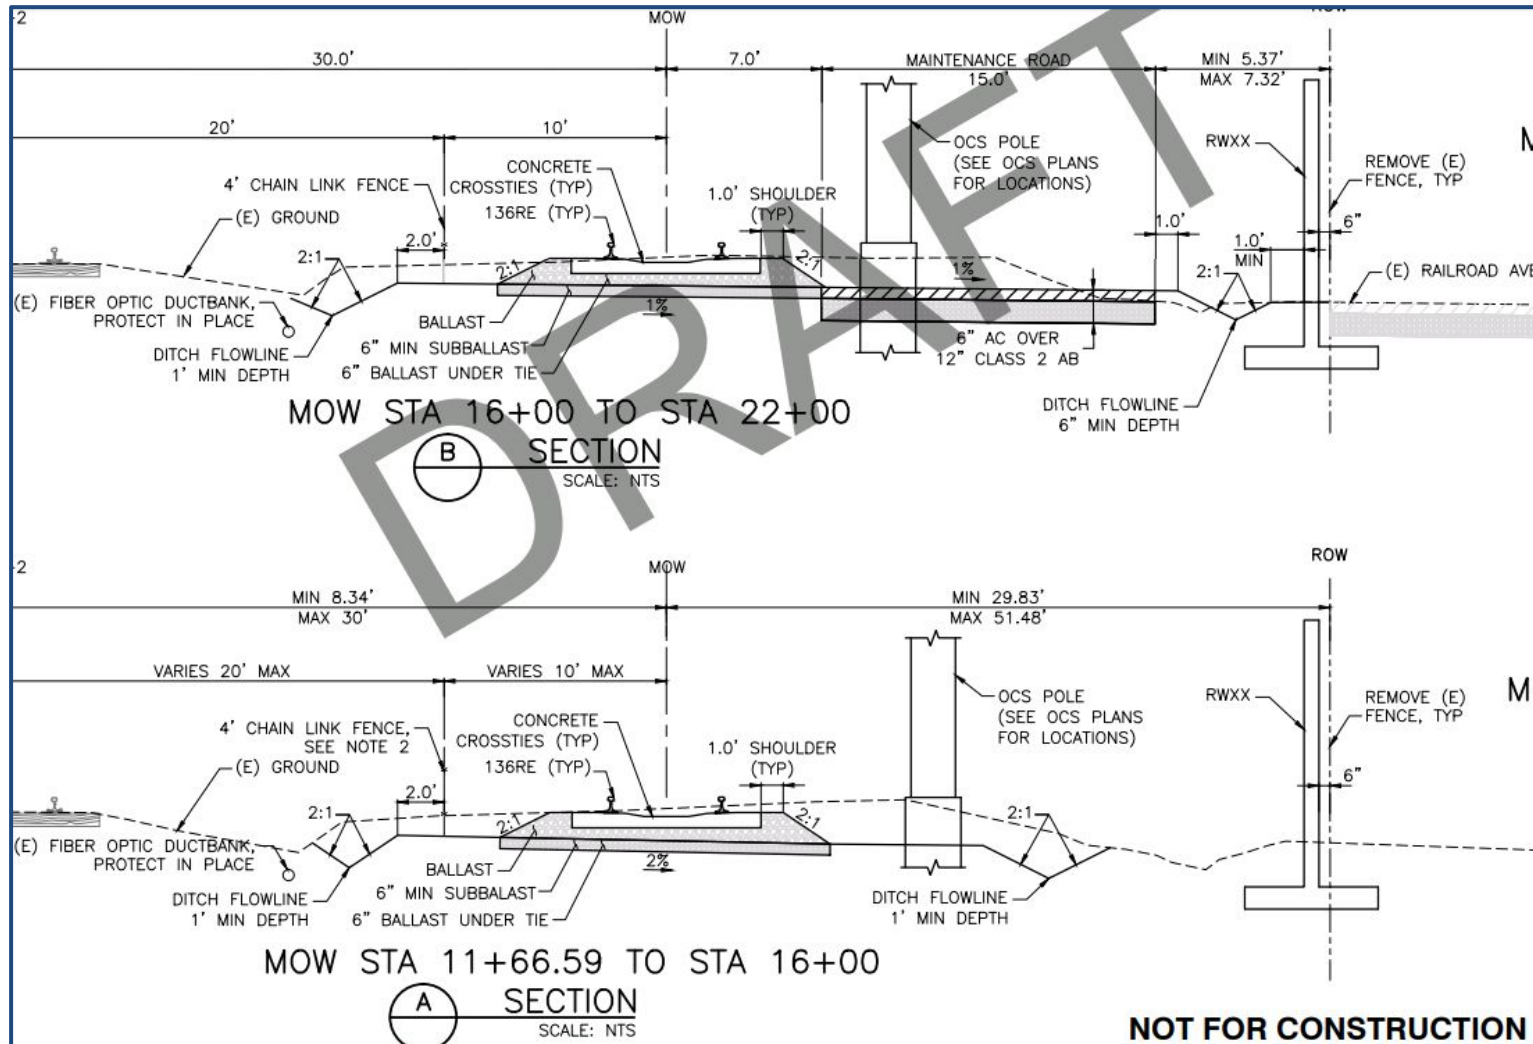 -2
MOW
30.0'
7.0'
MAINTENANCE ROAD
15.0'
MIN 5.37'
MAX 7.32'
20'
10'
4' CHAIN LINK FENCE
(E) GROUND
CONCRETE
CROSSTIES (TYP)
136RE (TYP)
1.0' SHOULDER
(TYP)
OCS POLE
(SEE OCS PLANS
FOR LOCATIONS)
RWXX
REMOVE (E)
FENCE, TYP
2.0'
2:1
2:1
2:1
1%
1.0'
1.0'
MIN
6"
2:1
(E) RAILROAD AVE
(E) FIBER OPTIC DUCTBANK,
PROTECT IN PLACE
DITCH FLOWLINE
1' MIN DEPTH
1%
BALLAST
6" MIN SUBBALLAST
6" BALLAST UNDER TIE
6" AC OVER
12" CLASS 2 AB
DITCH FLOWLINE
6" MIN DEPTH
MOW STA 16+00 TO STA 22+00
B
SECTION
SCALE: NTS
DRAFT
-2
MOW
ROW
MIN 8.34'
MAX 30'
MIN 29.83'
MAX 51.48'
VARIES 20' MAX
VARIES 10' MAX
4' CHAIN LINK FENCE,
SEE NOTE 2
(E) GROUND
CONCRETE
CROSSTIES (TYP)
136RE (TYP)
1.0' SHOULDER
(TYP)
OCS POLE
(SEE OCS PLANS
FOR LOCATIONS)
RWXX
REMOVE (E)
FENCE, TYP
M
2.0'
2:1
2:1
2:1
2:1
6"
(E) FIBER OPTIC DUCTBANK,
PROTECT IN PLACE
DITCH FLOWLINE
1' MIN DEPTH
2%
BALLAST
6" MIN SUBBALAST
6" BALLAST UNDER TIE
DITCH FLOWLINE
1' MIN DEPTH
MOW STA 11+66.59 TO STA 16+00
A
SECTION
SCALE: NTS
NOT FOR CONSTRUCTION